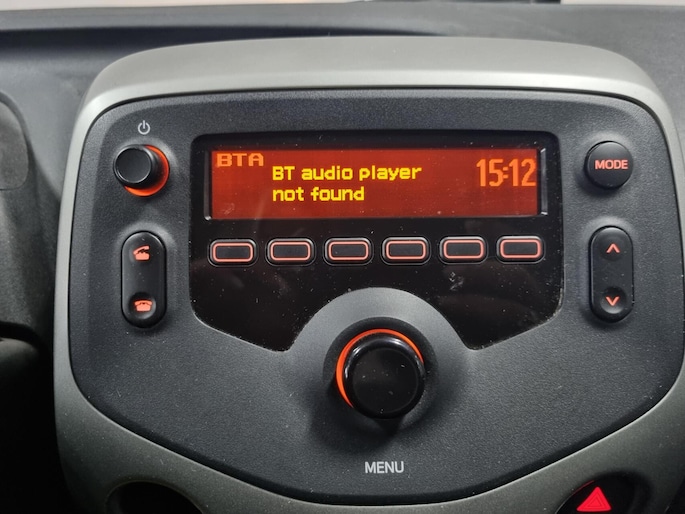 BTA
BT audio player
not found
15:12
MODE
MENU